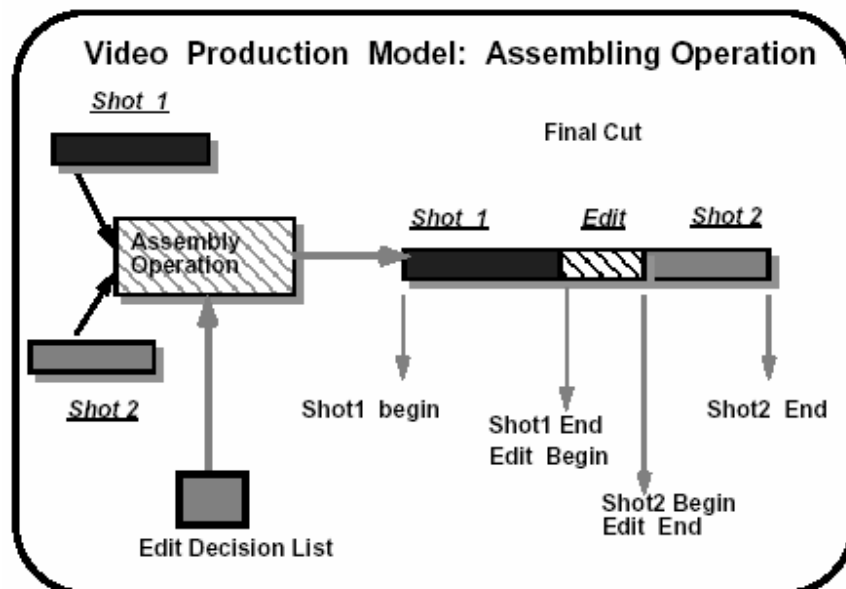 Video Production Model: Assembling Operation
Shot 1
Final Cut
Shot 1
Edit
Shot 2
Assembly
Operation
Shot 2
Shot1 begin
Shot1 End
Edit Begin
Shot2 End
Shot2 Begin
Edit End
Edit Decision List